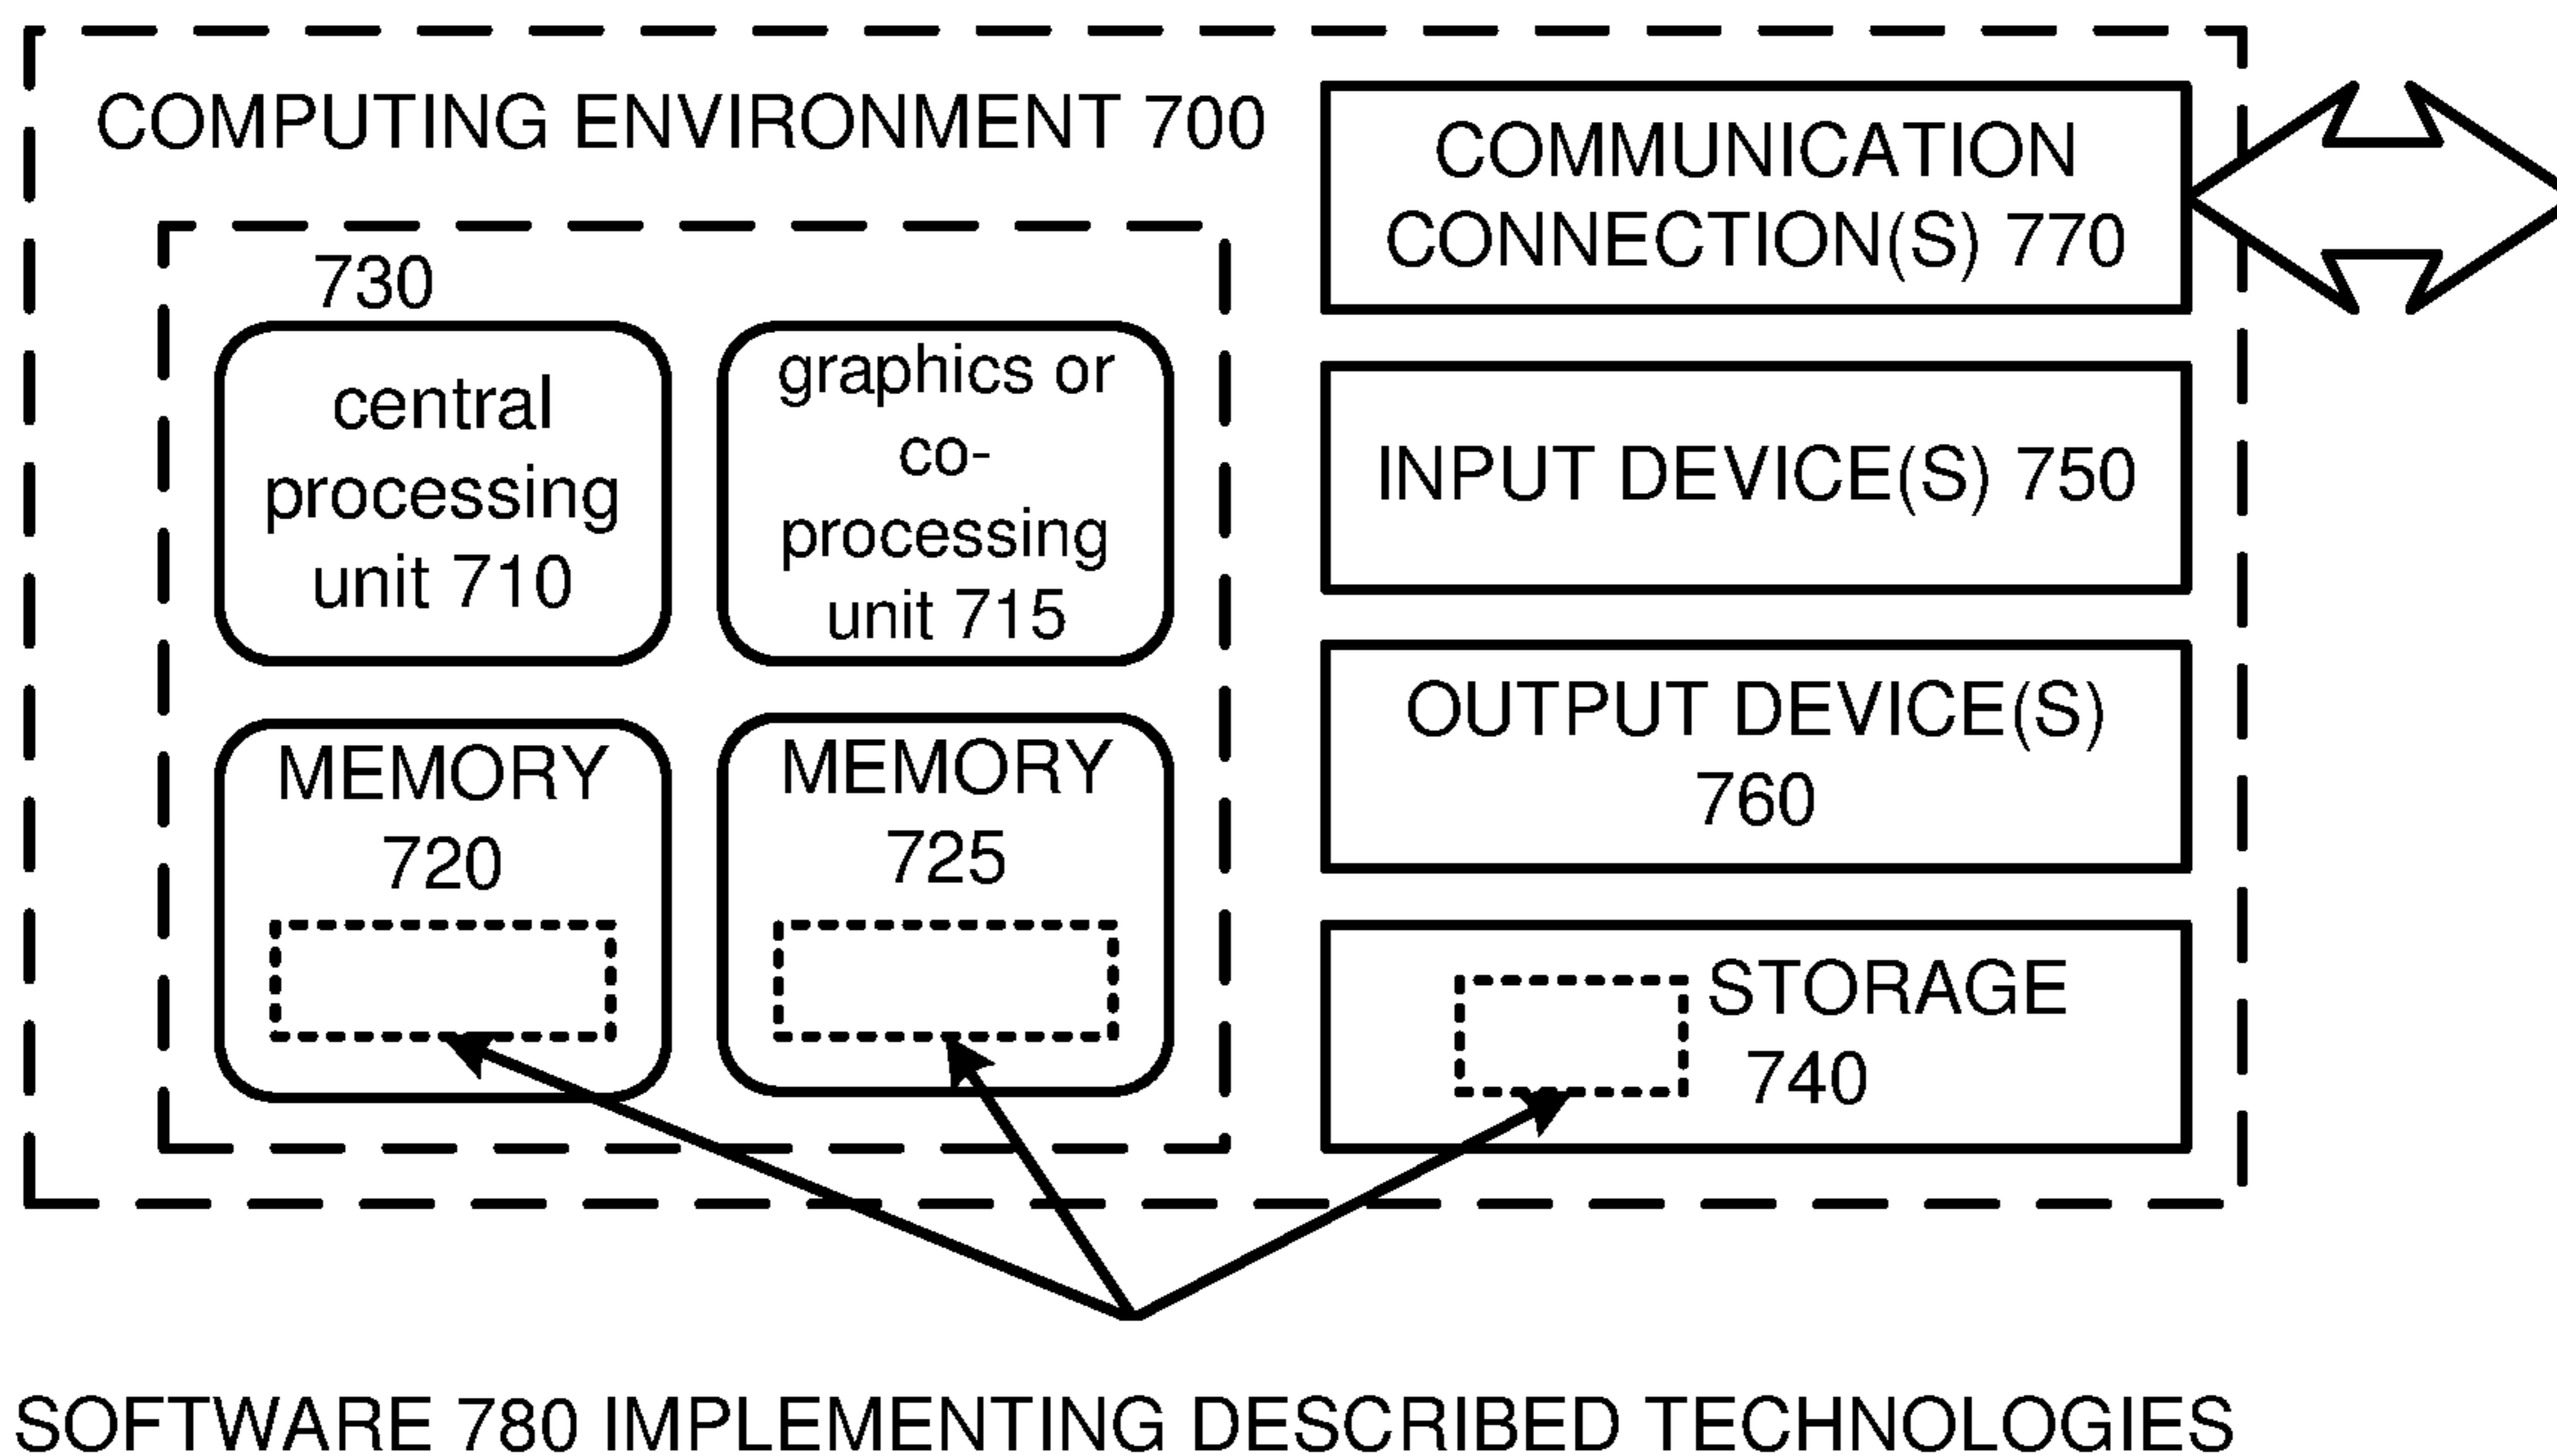 COMPUTING ENVIRONMENT 700
730
central
processing
unit 710
graphics or
co-
processing
unit 715
MEMORY
720
MEMORY
725
COMMUNICATION
CONNECTION(S) 770
INPUT DEVICE(S) 750
OUTPUT DEVICE(S)
760
STORAGE
740
SOFTWARE 780 IMPLEMENTING DESCRIBED TECHNOLOGIES